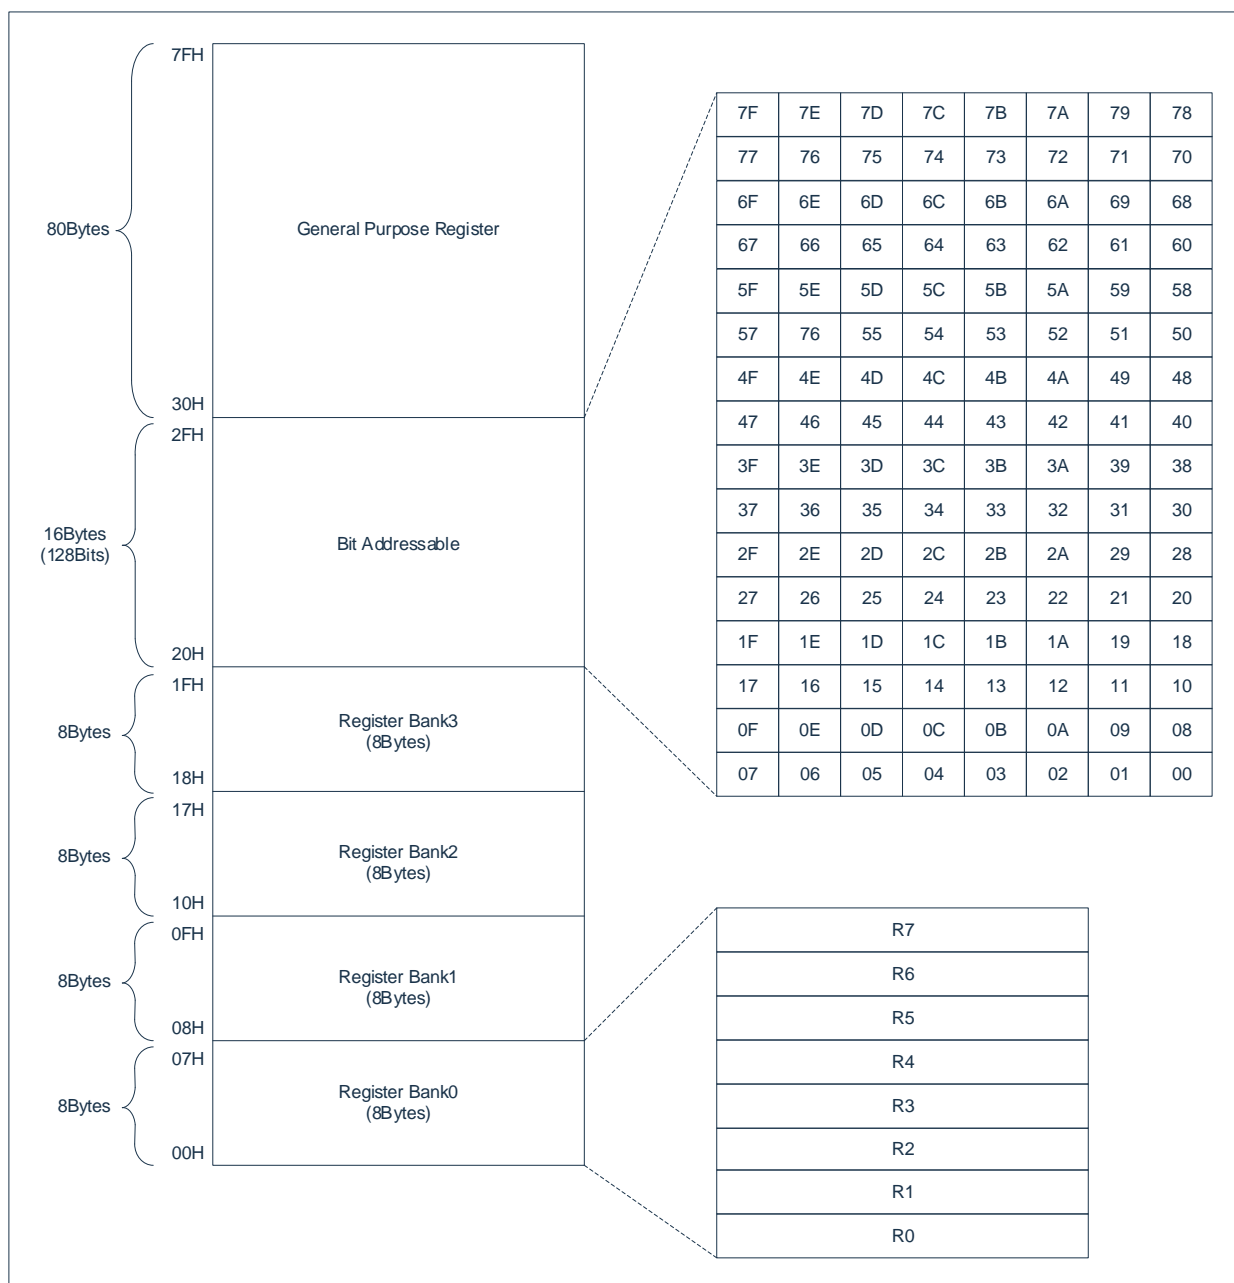 7FH
80Bytes
General Purpose Register
30H
2FH
16Bytes
(128Bits)
Bit Addressable
20H
1FH
8Bytes
Register Bank3
(8Bytes)
18H
17H
8Bytes
Register Bank2
(8Bytes)
10H
0FH
8Bytes
Register Bank1
(8Bytes)
08H
07H
8Bytes
Register Bank0
(8Bytes)
00H
7F 7E 7D 7C 7B 7A 79 78
77 76 75 74 73 72 71 70
6F 6E 6D 6C 6B 6A 69 68
67 66 65 64 63 62 61 60
5F 5E 5D 5C 5B 5A 59 58
57 76 55 54 53 52 51 50
4F 4E 4D 4C 4B 4A 49 48
47 46 45 44 43 42 41 40
3F 3E 3D 3C 3B 3A 39 38
37 36 35 34 33 32 31 30
2F 2E 2D 2C 2B 2A 29 28
27 26 25 24 23 22 21 20
1F 1E 1D 1C 1B 1A 19 18
17 16 15 14 13 12 11 10
0F 0E 0D 0C 0B 0A 09 08
07 06 05 04 03 02 01 00
R7
R6
R5
R4
R3
R2
R1
R0